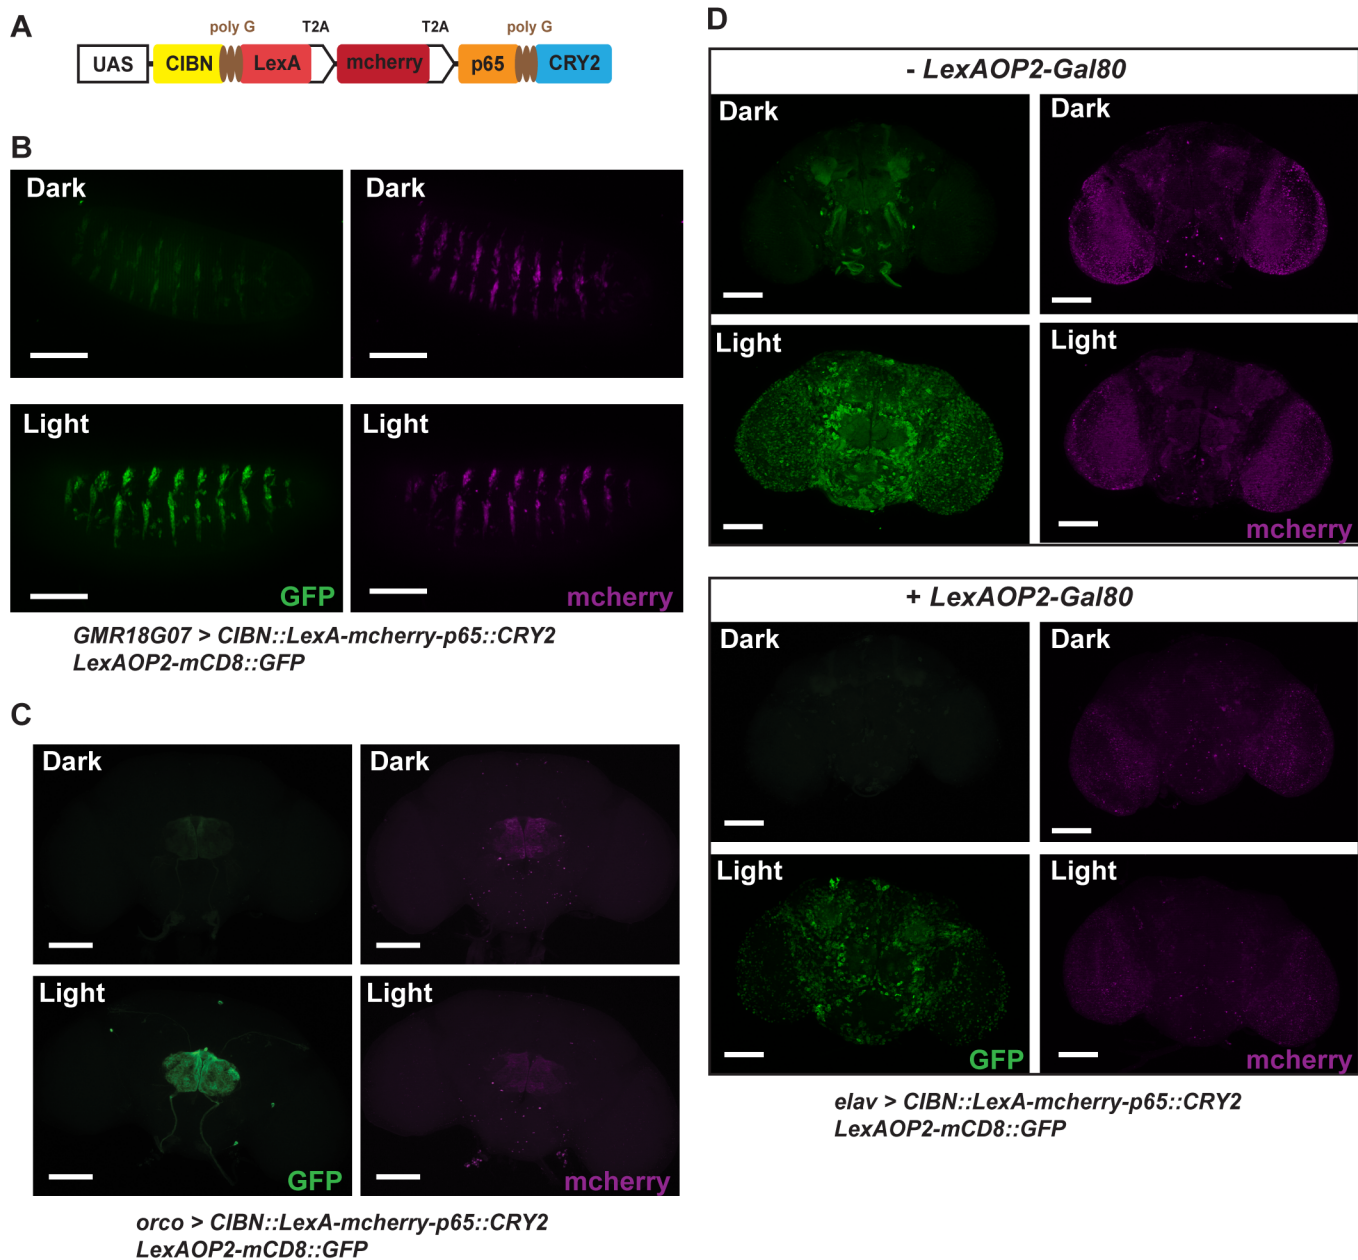 A
poly G
T2A
T2A
poly G
UAS
CIBN
LexA
mcherry
p65
CRY2
B
Dark
Dark
Light
GFP
Light
mcherry
GMR18G07 > CIBN::LexA-mcherry-p65::CRY2
LexAOP2-mCD8::GFP
C
Dark
Dark
Light
GFP
Light
mcherry
orco > CIBN::LexA-mcherry-p65::CRY2
LexAOP2-mCD8::GFP
D
- LexAOP2-Gal80
Dark
Dark
Light
Light
mcherry
+ LexAOP2-Gal80
Dark
Dark
Light
GFP
Light
mcherry
elav > CIBN::LexA-mcherry-p65::CRY2
LexAOP2-mCD8::GFP